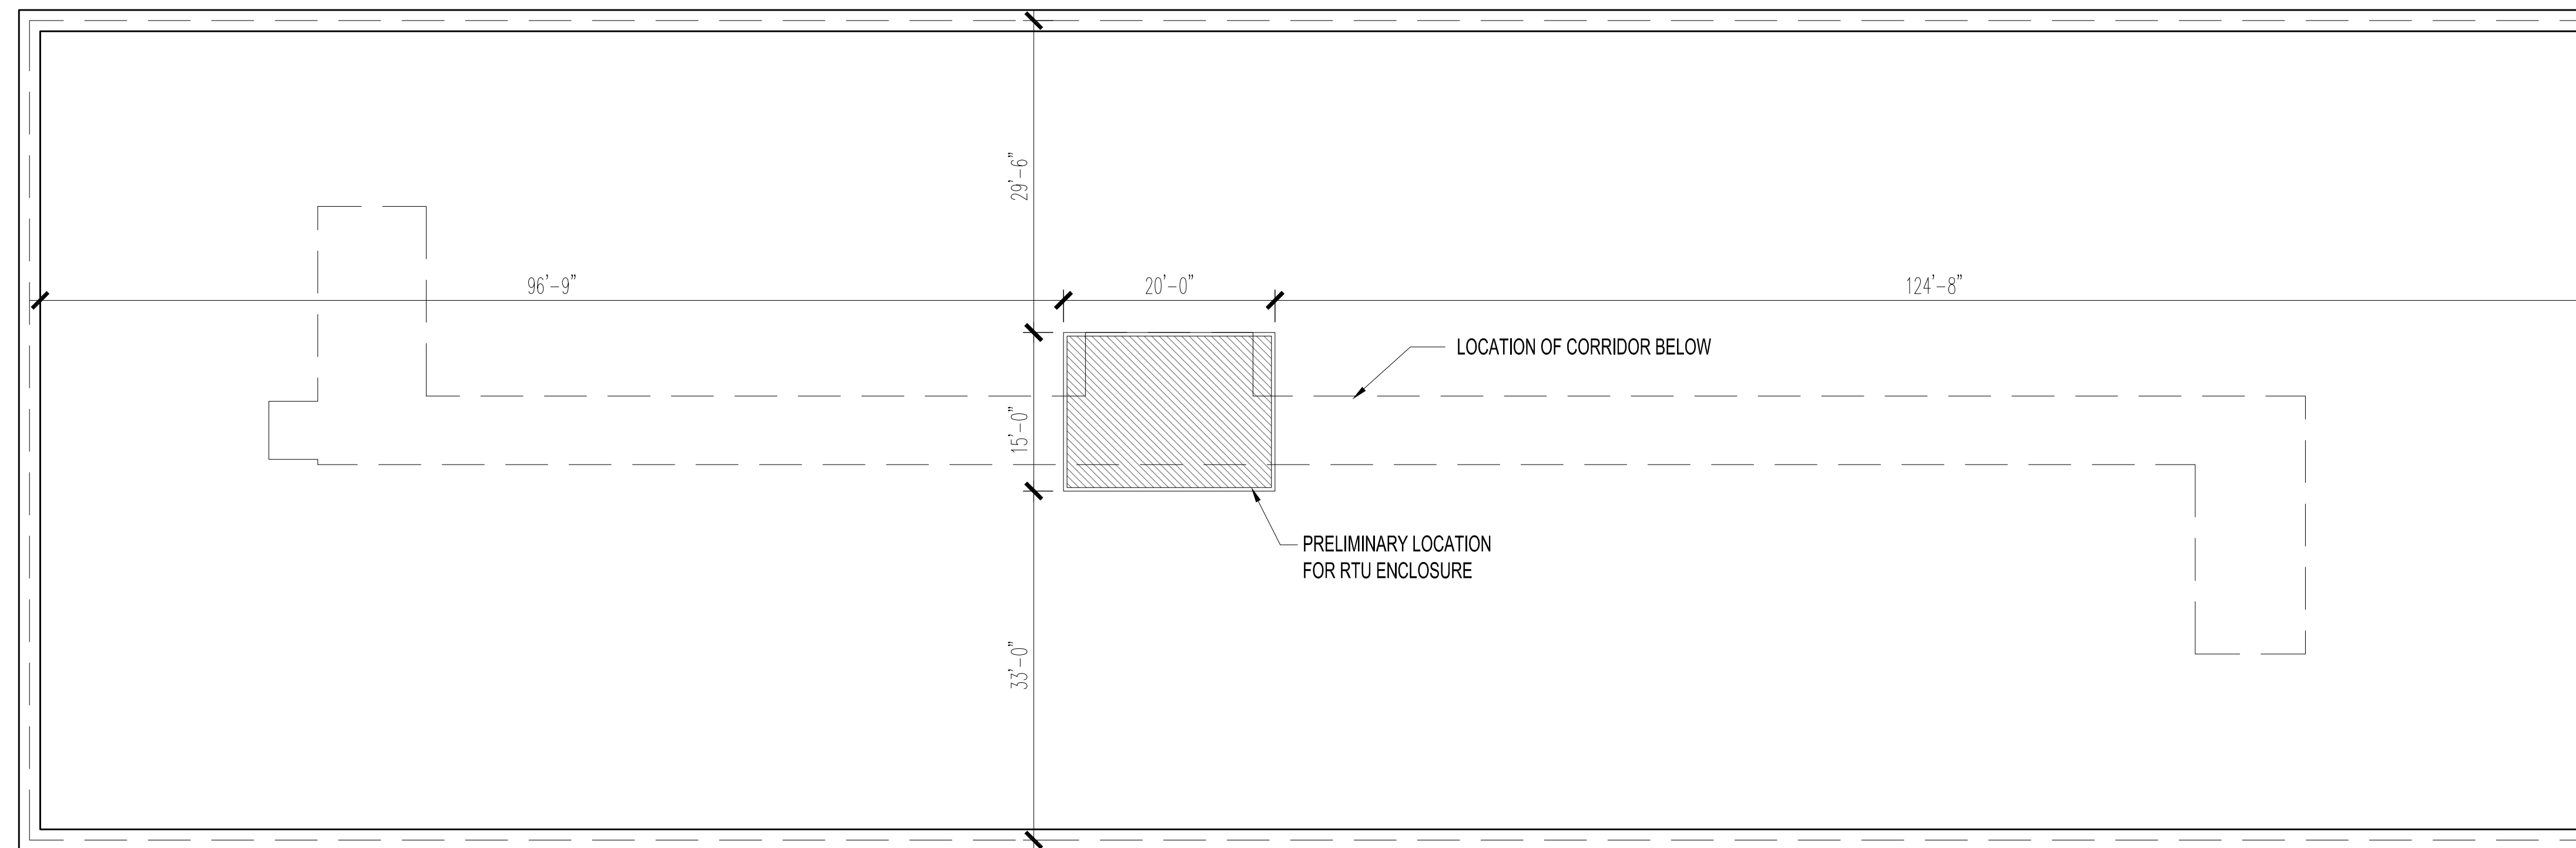 29'-6"
96'-9"
20'-0"
124'-8"
LOCATION OF CORRIDOR BELOW
15'-0"
PRELIMINARY LOCATION
FOR RTU ENCLOSURE
33'-0"